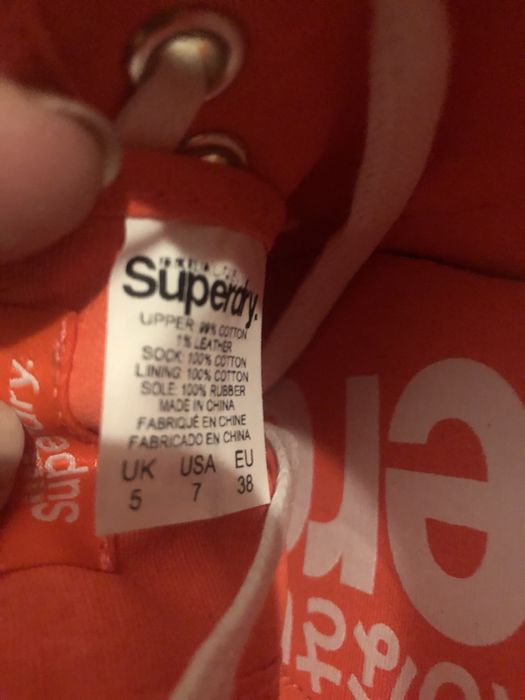 Superdry.
UPPER: 99% COTTON
1% LEATHER
SOCK: 100% COTTON
LINING: 100% COTTON
SOLE: 100% RUBBER
MADE IN CHINA
FABRIQUÉ EN CHINE
FABRICADO EN CHINA
UK USA EU
5 7 38
Superdry.
re